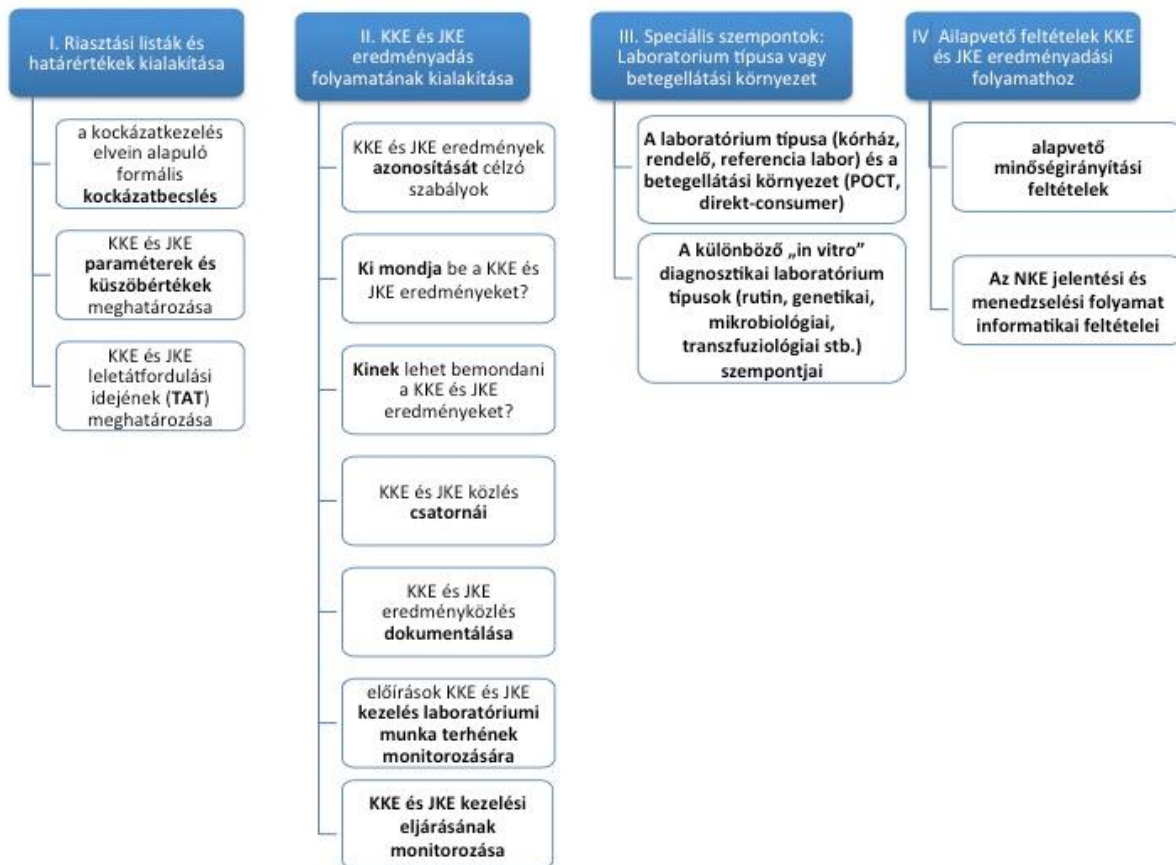 I. Riasztási listák és
határértékek kialakítása
a kockázatkezelés
elvein alapuló
formális
kockázatbecslés
KKE és JKE
paraméterek és
küszöbértékek
meghatározása
KKE és JKE
leletátfordulási
idejének (TAT)
meghatározása
II. KKE és JKE
eredményadás
folyamatának kialakítása
KKE és JKE eredmények
azonosítását célzó
szabályok
Ki mondja be a KKE és
JKE eredményeket?
Kinek lehet bemondani
a KKE és JKE
eredményeket?
KKE és JKE közlés
csatornái
KKE és JKE
eredményközlés
dokumentálása
előírások KKE és JKE
kezelés laboratóriumi
munka terhének
monitorozására
KKE és JKE kezelési
eljárásának
monitorozása
III. Speciális szempontok:
Laboratorium típusa vagy
betegellátási környezet
A laboratórium típusa (kórház,
rendelő, referencia labor) és a
betegellátási környezet (POCT,
direkt-consumer)
A különböző „in vitro”
diagnosztikai laboratórium
típusok (rutin, genetikai,
mikrobiológiai,
transzfuziológiai stb.)
szempontjai
IV Ailapvető feltételek KKE
és JKE eredményadási
folyamathoz
alapvető
minőségirányítási
feltételek
Az NKE jelentési és
menedzselési folyamat
informatikai feltételei